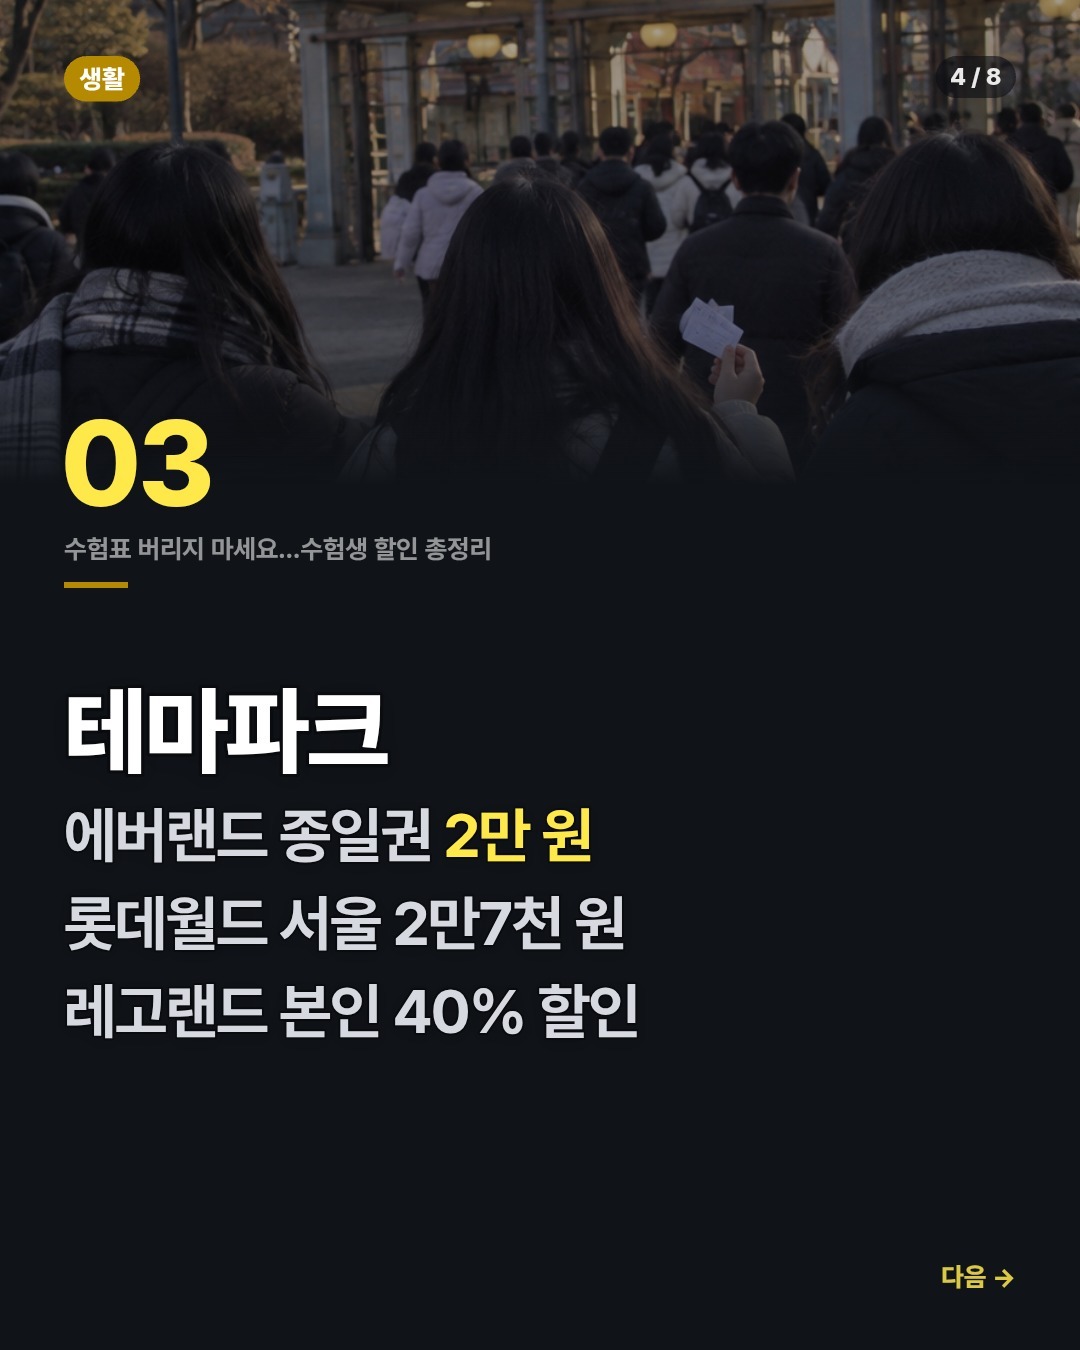 생활
4 / 8
03
수험표 버리지 마세요...수험생 할인 총정리
테마파크
에버랜드 종일권 2만 원
롯데월드 서울 2만7천 원
레고랜드 본인 40% 할인
다음 →